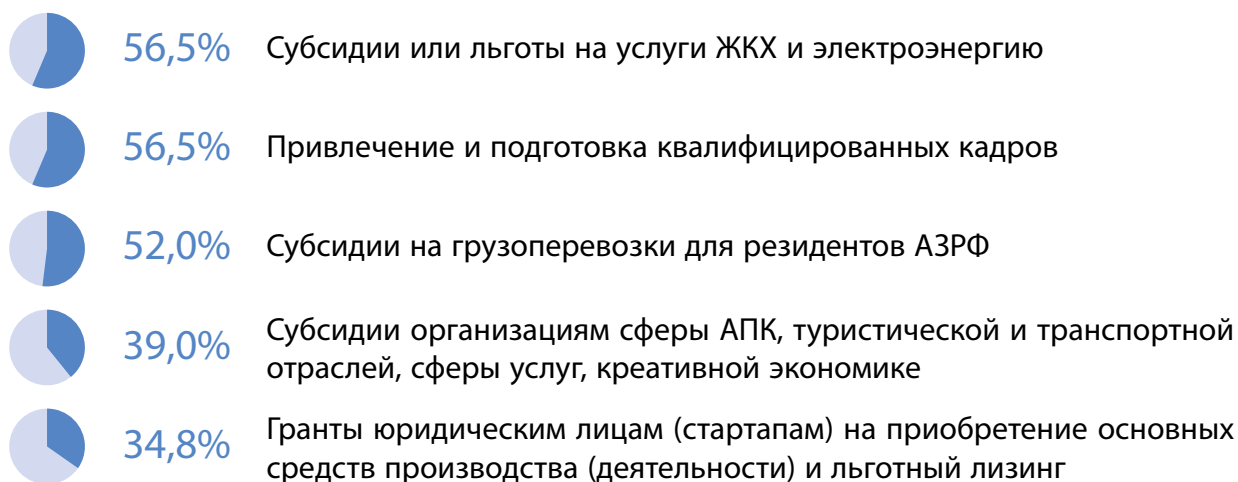 56,5% Субсидии или льготы на услуги ЖКХ и электроэнергию
56,5% Привлечение и подготовка квалифицированных кадров
52,0% Субсидии на грузоперевозки для резидентов АЗРФ
39,0% Субсидии организациям сферы АПК, туристической и транспортной
отраслей, сферы услуг, креативной экономике
34,8% Гранты юридическим лицам (стартапам) на приобретение основных
средств производства (деятельности) и льготный лизинг